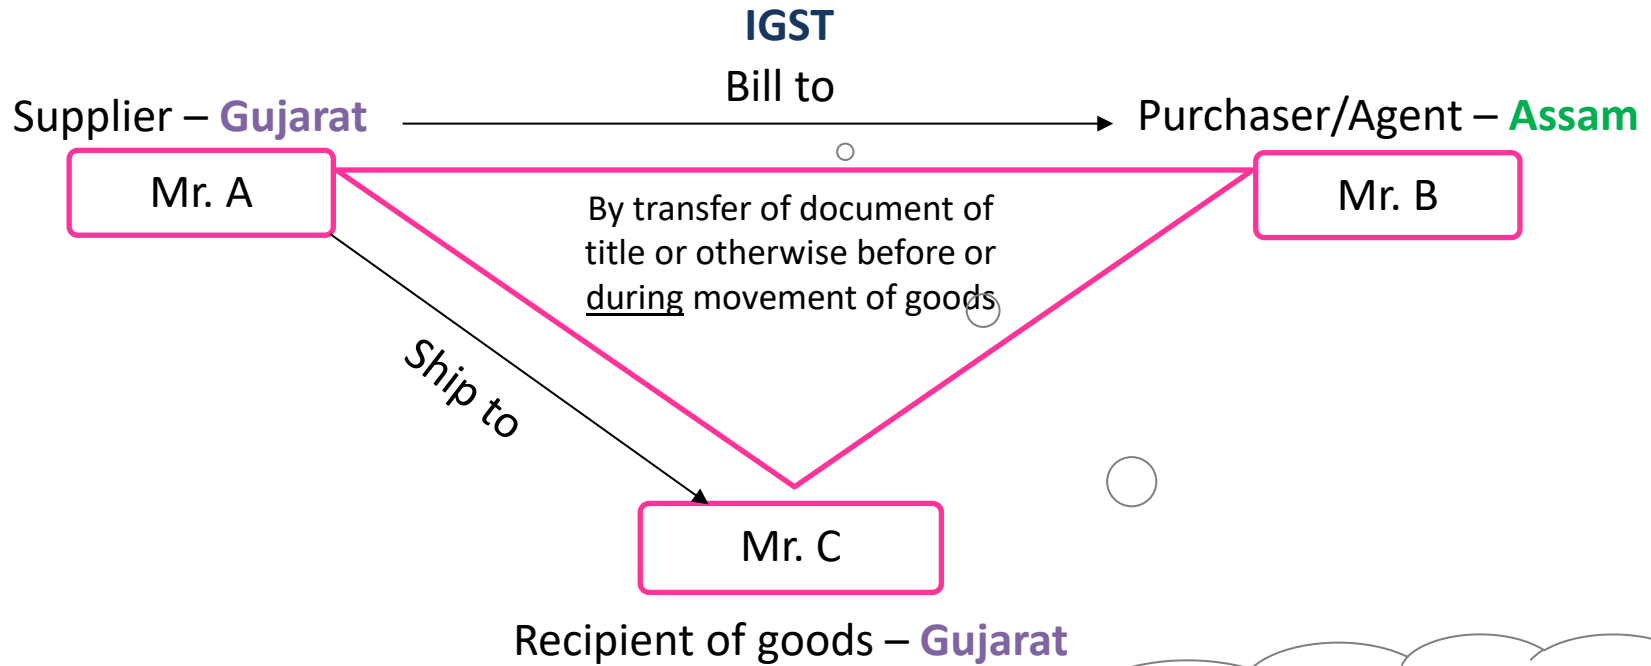 IGST
Bill to
Supplier – Gujarat
Purchaser/Agent – Assam
Mr. A
Mr. B
By transfer of document of
title or otherwise before or
during movement of goods
Ship to
Mr. C
Recipient of goods – Gujarat